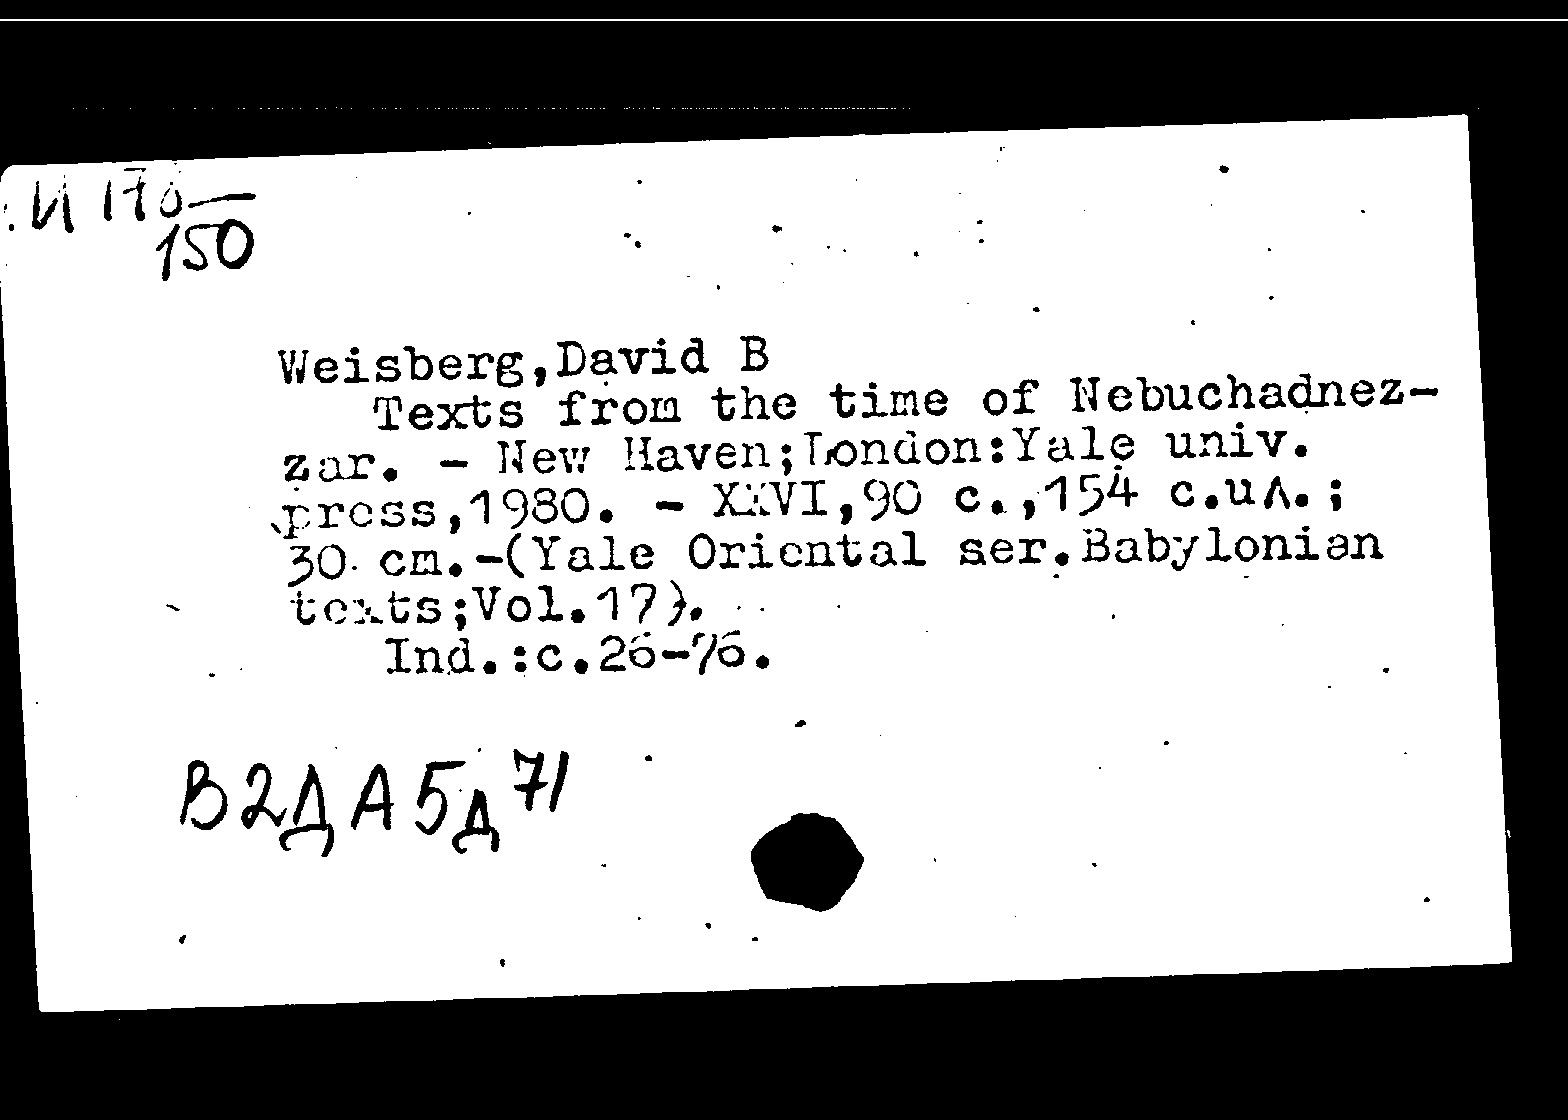 И 176
150
Weisberg,David B
Texts from the time of Nebuchadnez-
zar. - New Haven;London:Yale univ.
press,1980. - XXVI,90 c.,154 с.ил.;
30 cm.-(Yale Oriental ser.Babylonian
texts;Vol.17).
Ind.:c.26-76.
В2ДА5д71